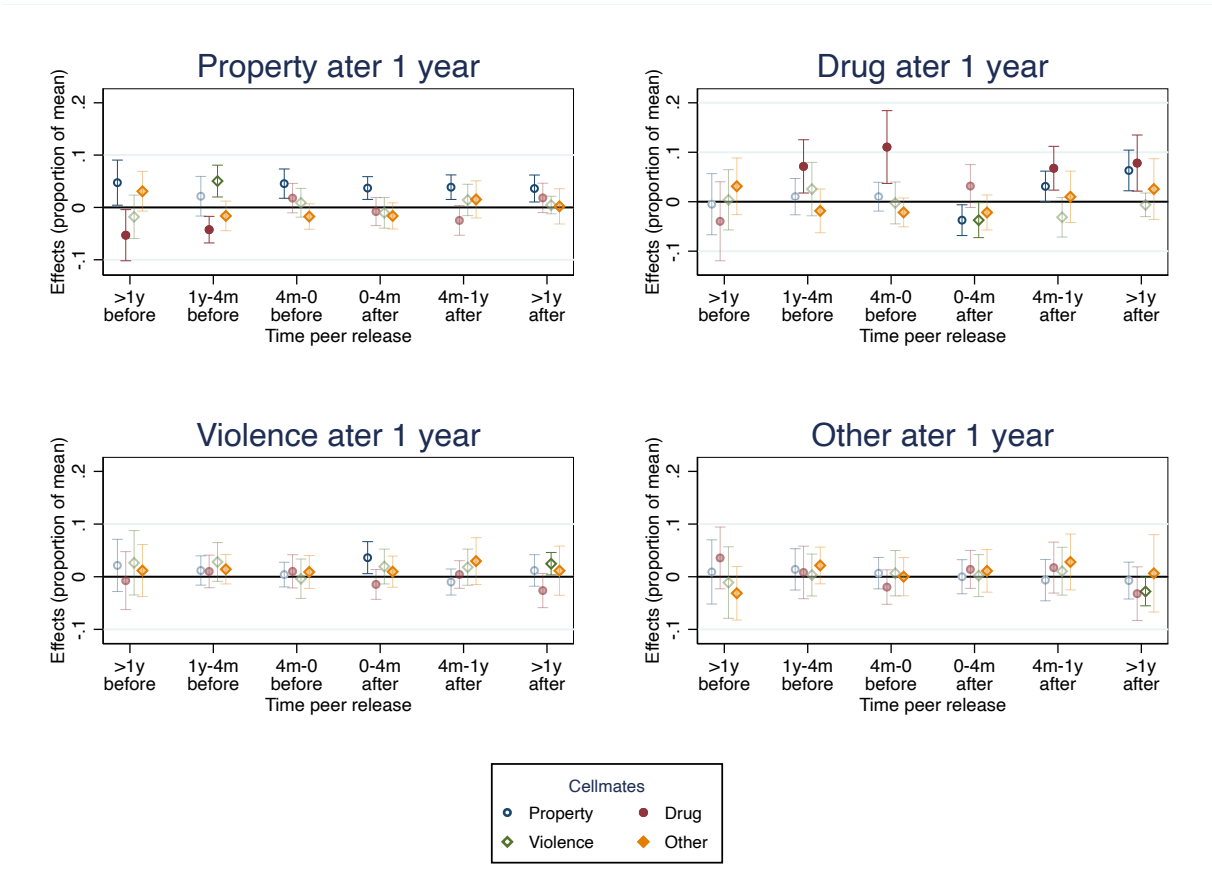 Property ater 1 year
Effects (proportion of mean)
.2
.1
0
-.1
>1y before
1y-4m before
4m-0 before
0-4m after
4m-1y after
>1y after
Time peer release
Drug ater 1 year
Effects (proportion of mean)
.2
.1
0
-.1
>1y before
1y-4m before
4m-0 before
0-4m after
4m-1y after
>1y after
Time peer release
Violence ater 1 year
Effects (proportion of mean)
.2
.1
0
-.1
>1y before
1y-4m before
4m-0 before
0-4m after
4m-1y after
>1y after
Time peer release
Other ater 1 year
Effects (proportion of mean)
.2
.1
0
-.1
>1y before
1y-4m before
4m-0 before
0-4m after
4m-1y after
>1y after
Time peer release
Cellmates
Property
Drug
Violence
Other